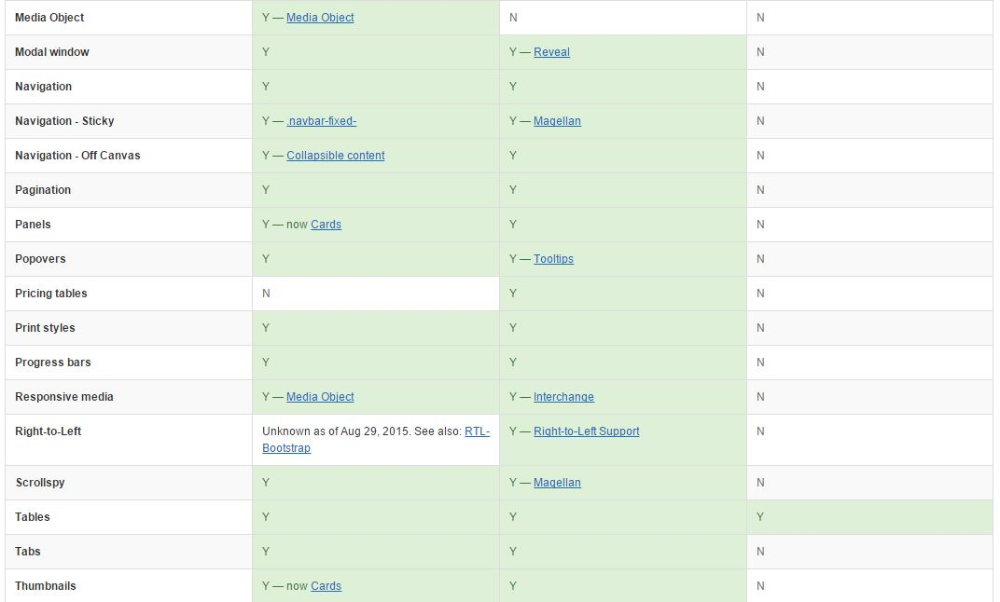 Media Object Y — Media Object N N
Modal window Y Y — Reveal N
Navigation Y Y N
Navigation - Sticky Y — .navbar-fixed- Y — Magellan N
Navigation - Off Canvas Y — Collapsible content Y N
Pagination Y Y N
Panels Y — now Cards Y N
Popovers Y Y — Tooltips N
Pricing tables N Y N
Print styles Y Y N
Progress bars Y Y N
Responsive media Y — Media Object Y — Interchange N
Right-to-Left Unknown as of Aug 29, 2015. See also: RTL- Y — Right-to-Left Support N
Bootstrap
Scrollspy Y Y — Magellan N
Tables Y Y Y
Tabs Y Y N
Thumbnails Y — now Cards Y N